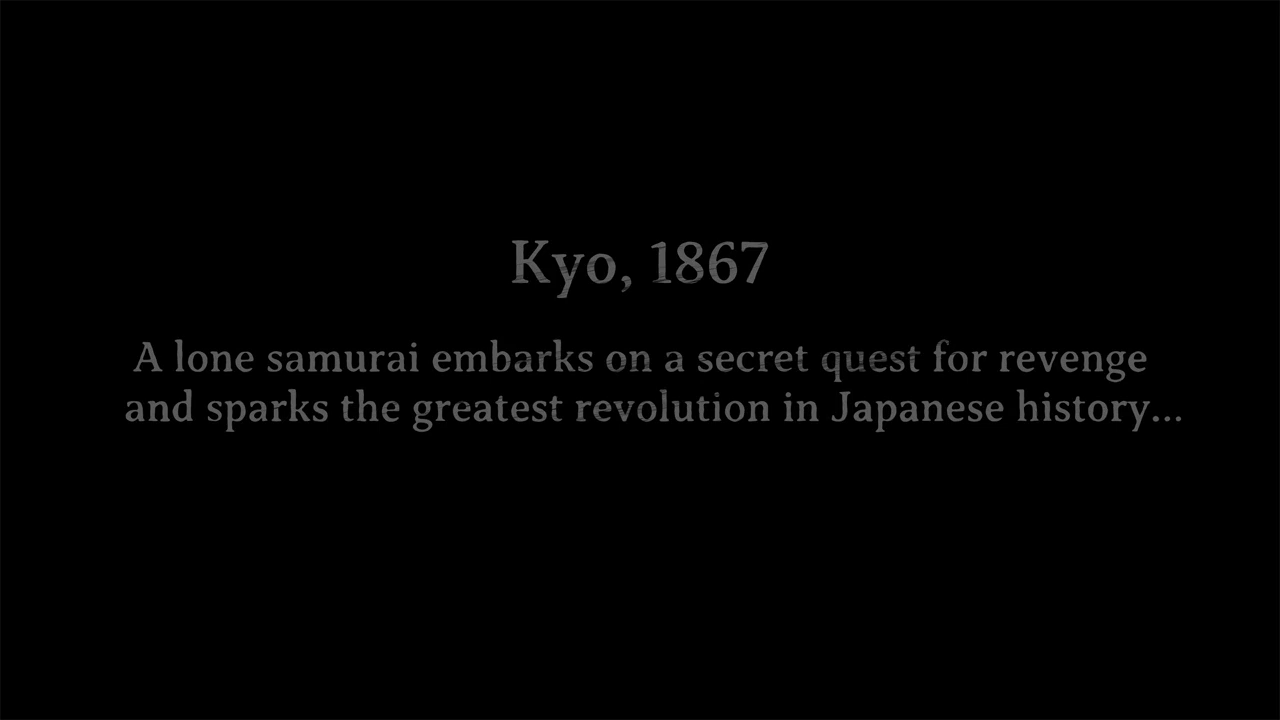 Kyo, 1867
A lone samurai embarks on a secret quest for revenge
and sparks the greatest revolution in Japanese history...